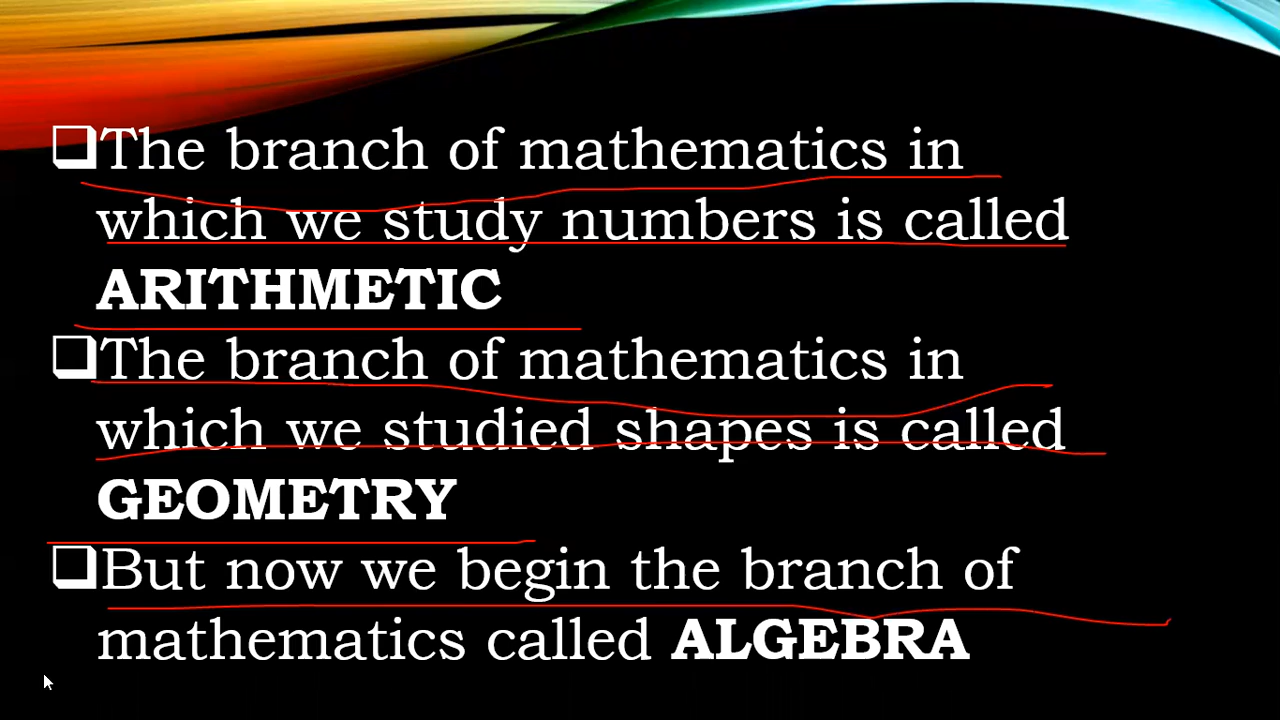 ❑The branch of mathematics in
which we study numbers is called
ARITHMETIC
❑The branch of mathematics in
which we studied shapes is called
GEOMETRY
❑But now we begin the branch of
mathematics called ALGEBRA